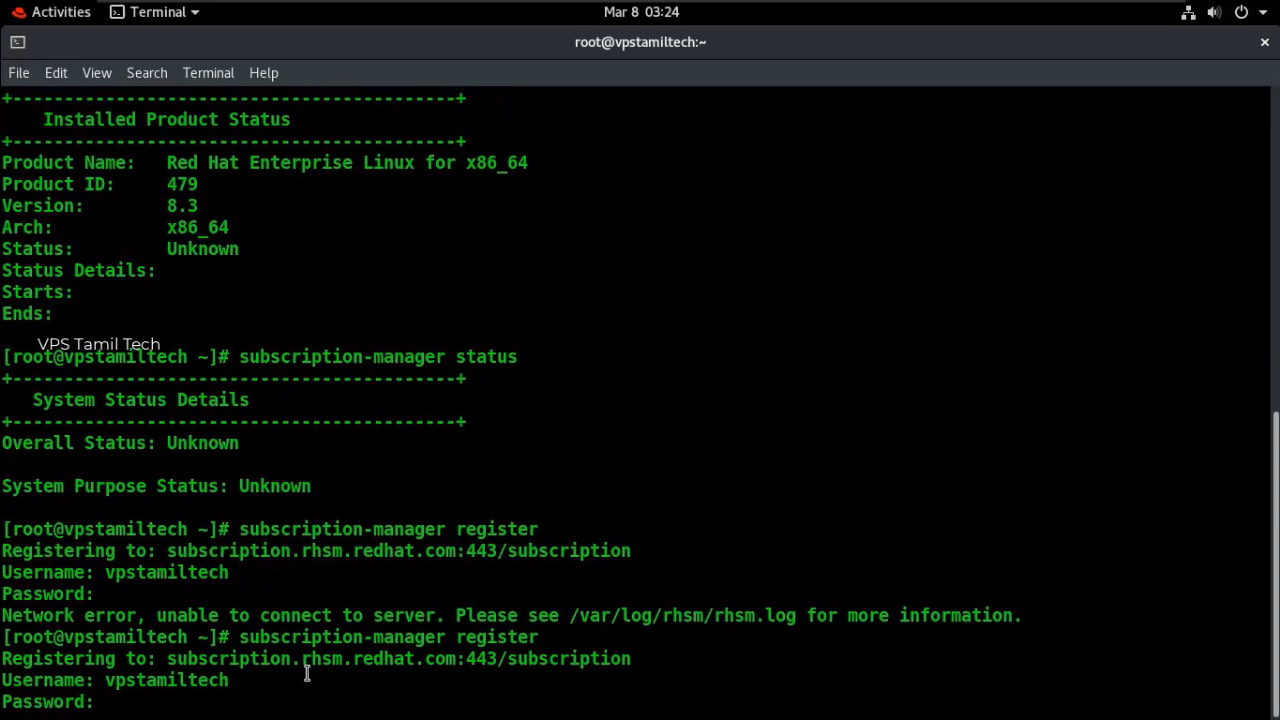 Activities Terminal Mar 8 03:24
root@vpstamiltech:~
File Edit View Search Terminal Help
+-------------------------------------------+
Installed Product Status
+-------------------------------------------+
Product Name: Red Hat Enterprise Linux for x86_64
Product ID: 479
Version: 8.3
Arch: x86_64
Status: Unknown
Status Details:
Starts:
Ends:
VPS Tamil Tech
[root@vpstamiltech ~]# subscription-manager status
+-------------------------------------------+
System Status Details
+-------------------------------------------+
Overall Status: Unknown
System Purpose Status: Unknown
[root@vpstamiltech ~]# subscription-manager register
Registering to: subscription.rhsm.redhat.com:443/subscription
Username: vpstamiltech
Password:
Network error, unable to connect to server. Please see /var/log/rhsm/rhsm.log for more information.
[root@vpstamiltech ~]# subscription-manager register
Registering to: subscription.rhsm.redhat.com:443/subscription
Username: vpstamiltech
Password: